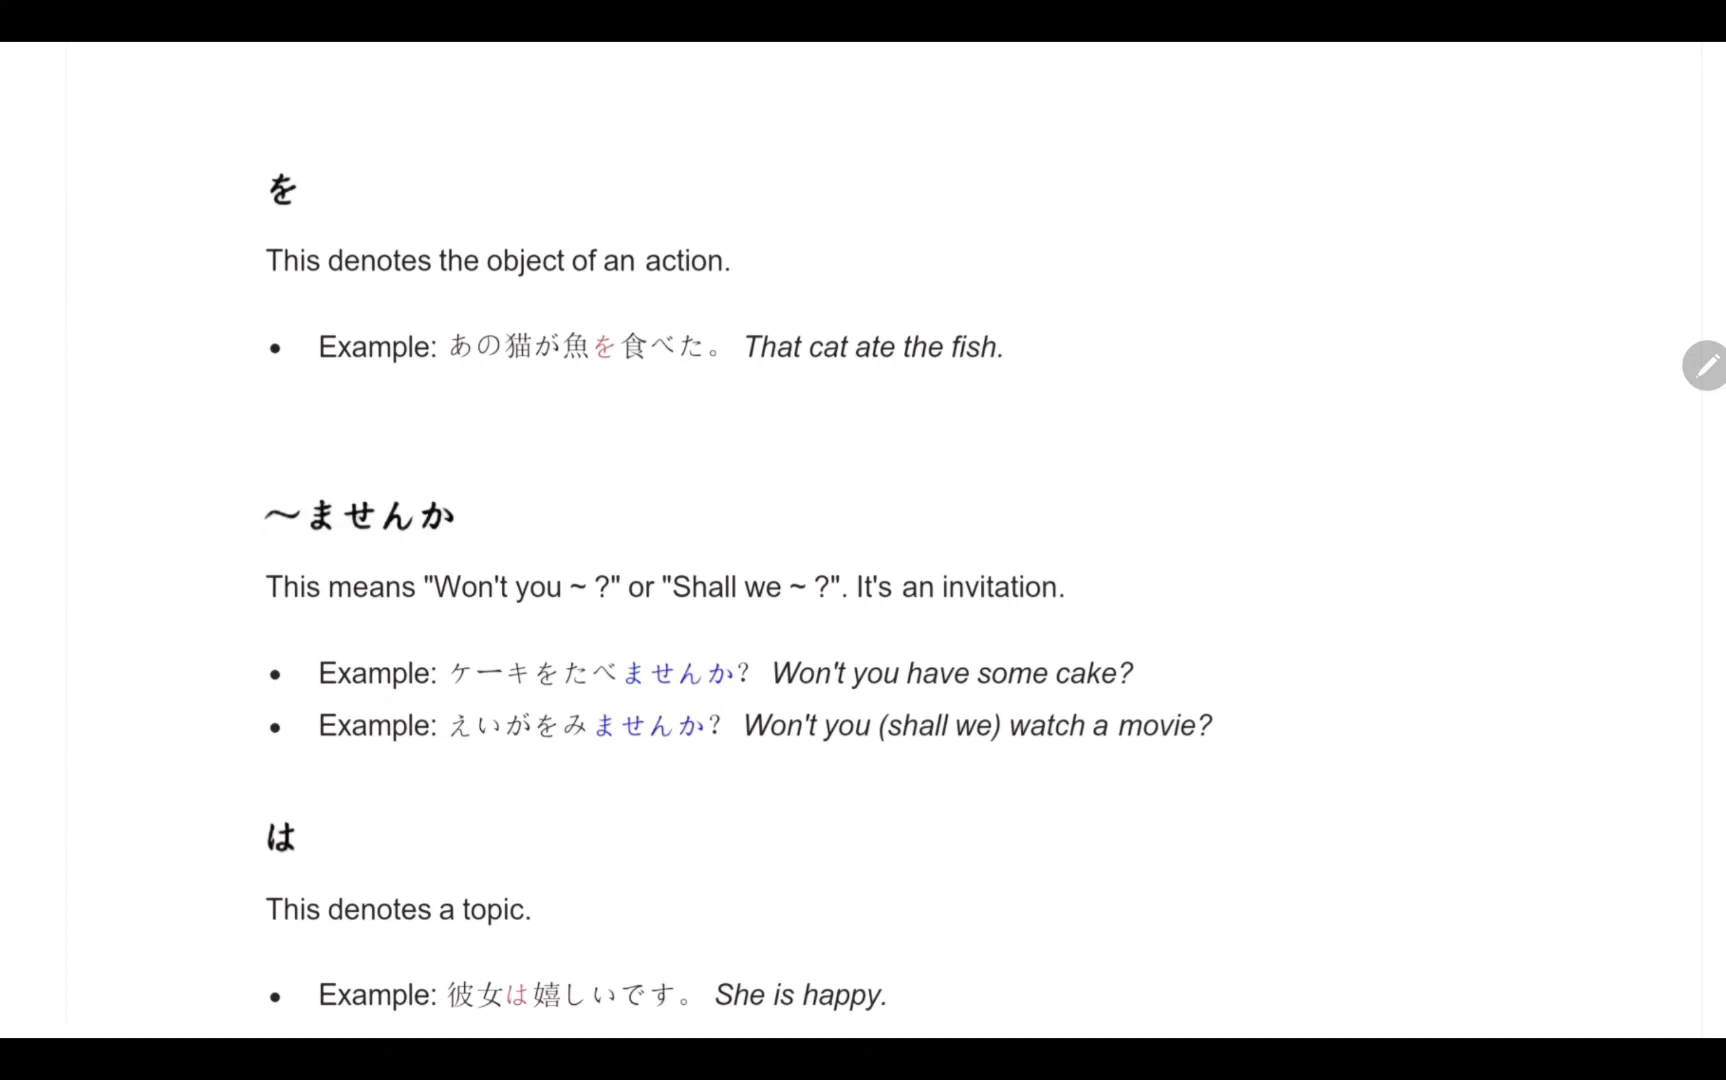 を
This denotes the object of an action.
• Example: あの猫が魚を食べた。 That cat ate the fish.
～ませんか
This means "Won't you ~ ?" or "Shall we ~ ?". It's an invitation.
• Example: ケーキをたべませんか? Won't you have some cake?
• Example: えいがをみませんか? Won't you (shall we) watch a movie?
は
This denotes a topic.
• Example: 彼女は嬉しいです。 She is happy.